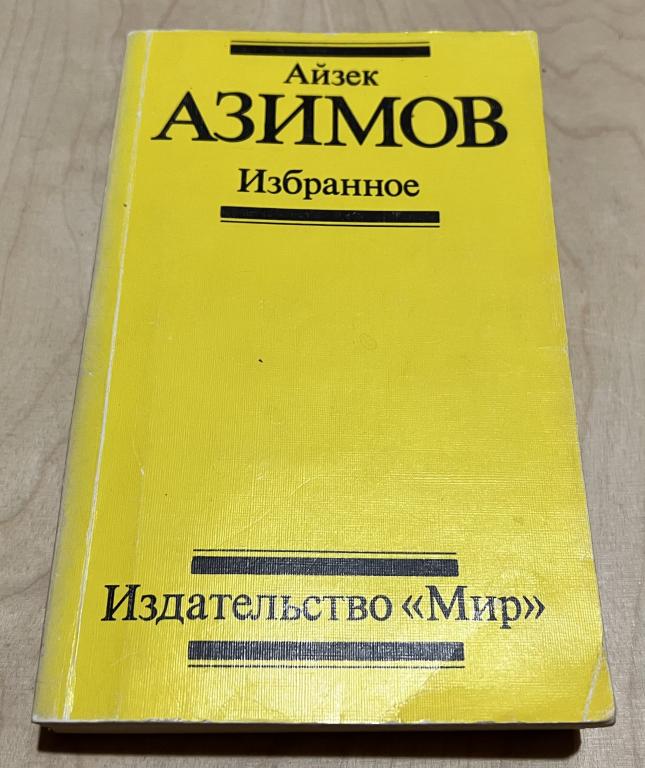 Айзек
АЗИМОВ
Избранное
Издательство «Мир»